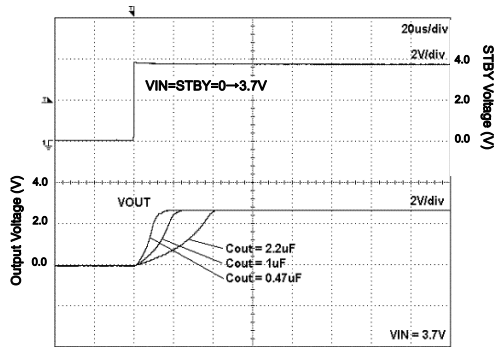 20us/div
2V/div
VIN=STBY=0→3.7V
4.0
2.0
0.0
STBY Voltage (V)
4.0
2.0
0.0
Output Voltage (V)
VOUT
2V/div
Cout = 2.2uF
Cout = 1uF
Cout = 0.47uF
VIN = 3.7V